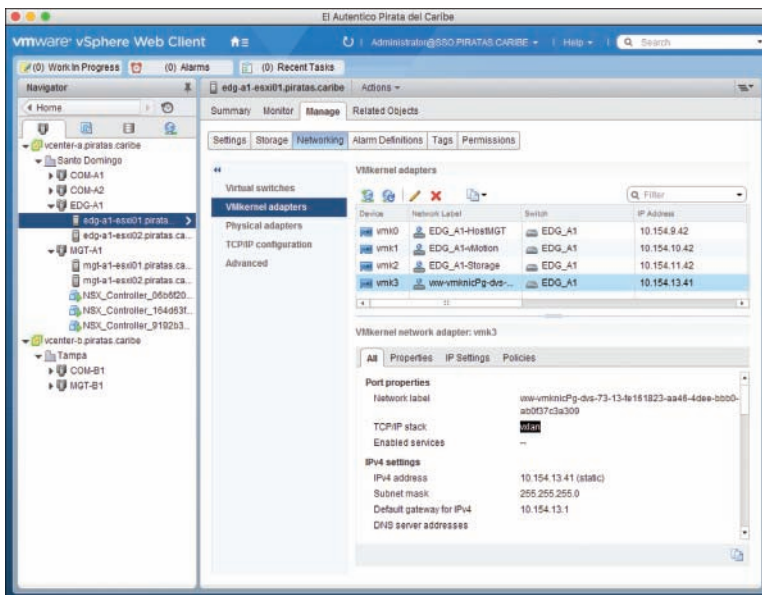 El Autentico Pirata del Caribe
vmware® vSphere Web Client
Administrator@SSO.PIRATAS.CARIBE
Help
Search
(0) Work In Progress
(0) Alarms
(0) Recent Tasks
Navigator
edg-a1-esxi01.piratas.caribe
Actions
Home
Summary Monitor Manage Related Objects
Settings Storage Networking Alarm Definitions Tags Permissions
vcenter-a.piratas.caribe
Santo Domingo
COM-A1
COM-A2
EDG-A1
edg-a1-esxi01.pirata...
edg-a1-esxi02.piratas.ca...
MGT-A1
mgt-a1-esxi01.piratas.ca...
mgt-a1-esxi02.piratas.ca...
NSX_Controller_06b6f20...
NSX_Controller_164d63f...
NSX_Controller_9192b3...
vcenter-b.piratas.caribe
Tampa
COM-B1
MGT-B1
Virtual switches
VMkernel adapters
Physical adapters
TCP/IP configuration
Advanced
VMkernel adapters
Filter
Device Network Label Switch IP Address
vmk0 EDG_A1-HostMGT EDG_A1 10.154.9.42
vmk1 EDG_A1-vMotion EDG_A1 10.154.10.42
vmk2 EDG_A1-Storage EDG_A1 10.154.11.42
vmk3 vxw-vmknicPg-dvs-... EDG_A1 10.154.13.41
VMkernel network adapter: vmk3
All Properties IP Settings Policies
Port properties
Network label vxw-vmknicPg-dvs-73-13-fe161823-aa46-4dee-bbb0-
ab0f37c3a309
TCP/IP stack vxlan
Enabled services --
IPv4 settings
IPv4 address 10.154.13.41 (static)
Subnet mask 255.255.255.0
Default gateway for IPv4 10.154.13.1
DNS server addresses